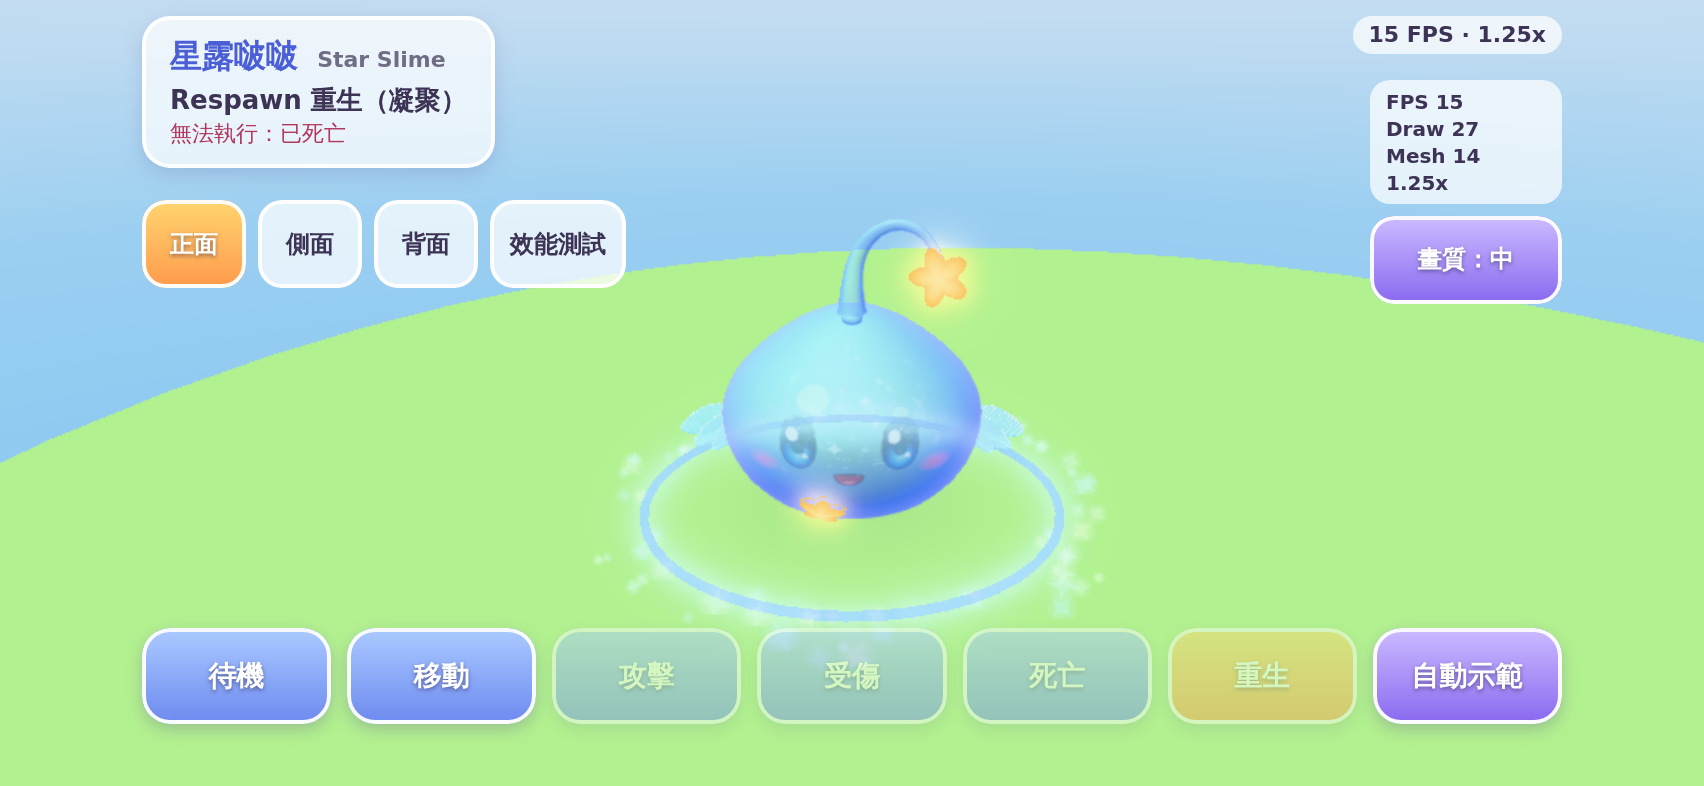 星露啵啵 Star Slime
Respawn 重生（凝聚）
無法執行：已死亡
15 FPS · 1.25x
FPS 15
Draw 27
Mesh 14
1.25x
正面 側面 背面 效能測試
畫質：中
待機 移動 攻擊 受傷 死亡 重生 自動示範